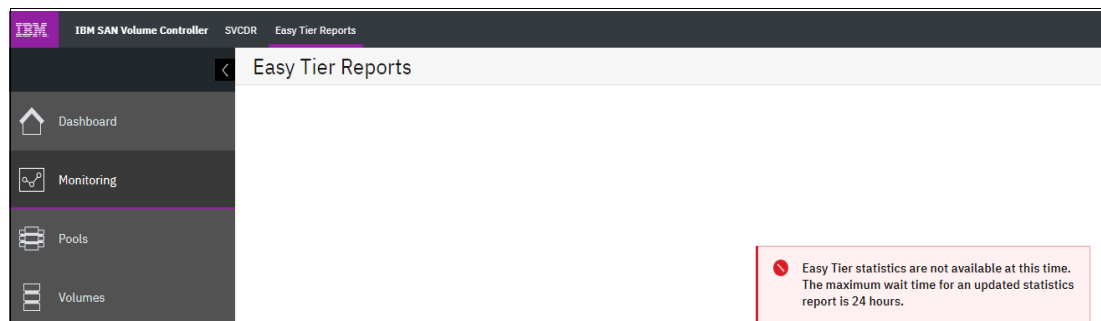 IBM IBM SAN Volume Controller SVCDR Easy Tier Reports
Easy Tier Reports
Dashboard
Monitoring
Pools
Volumes
Easy Tier statistics are not available at this time.
The maximum wait time for an updated statistics
report is 24 hours.